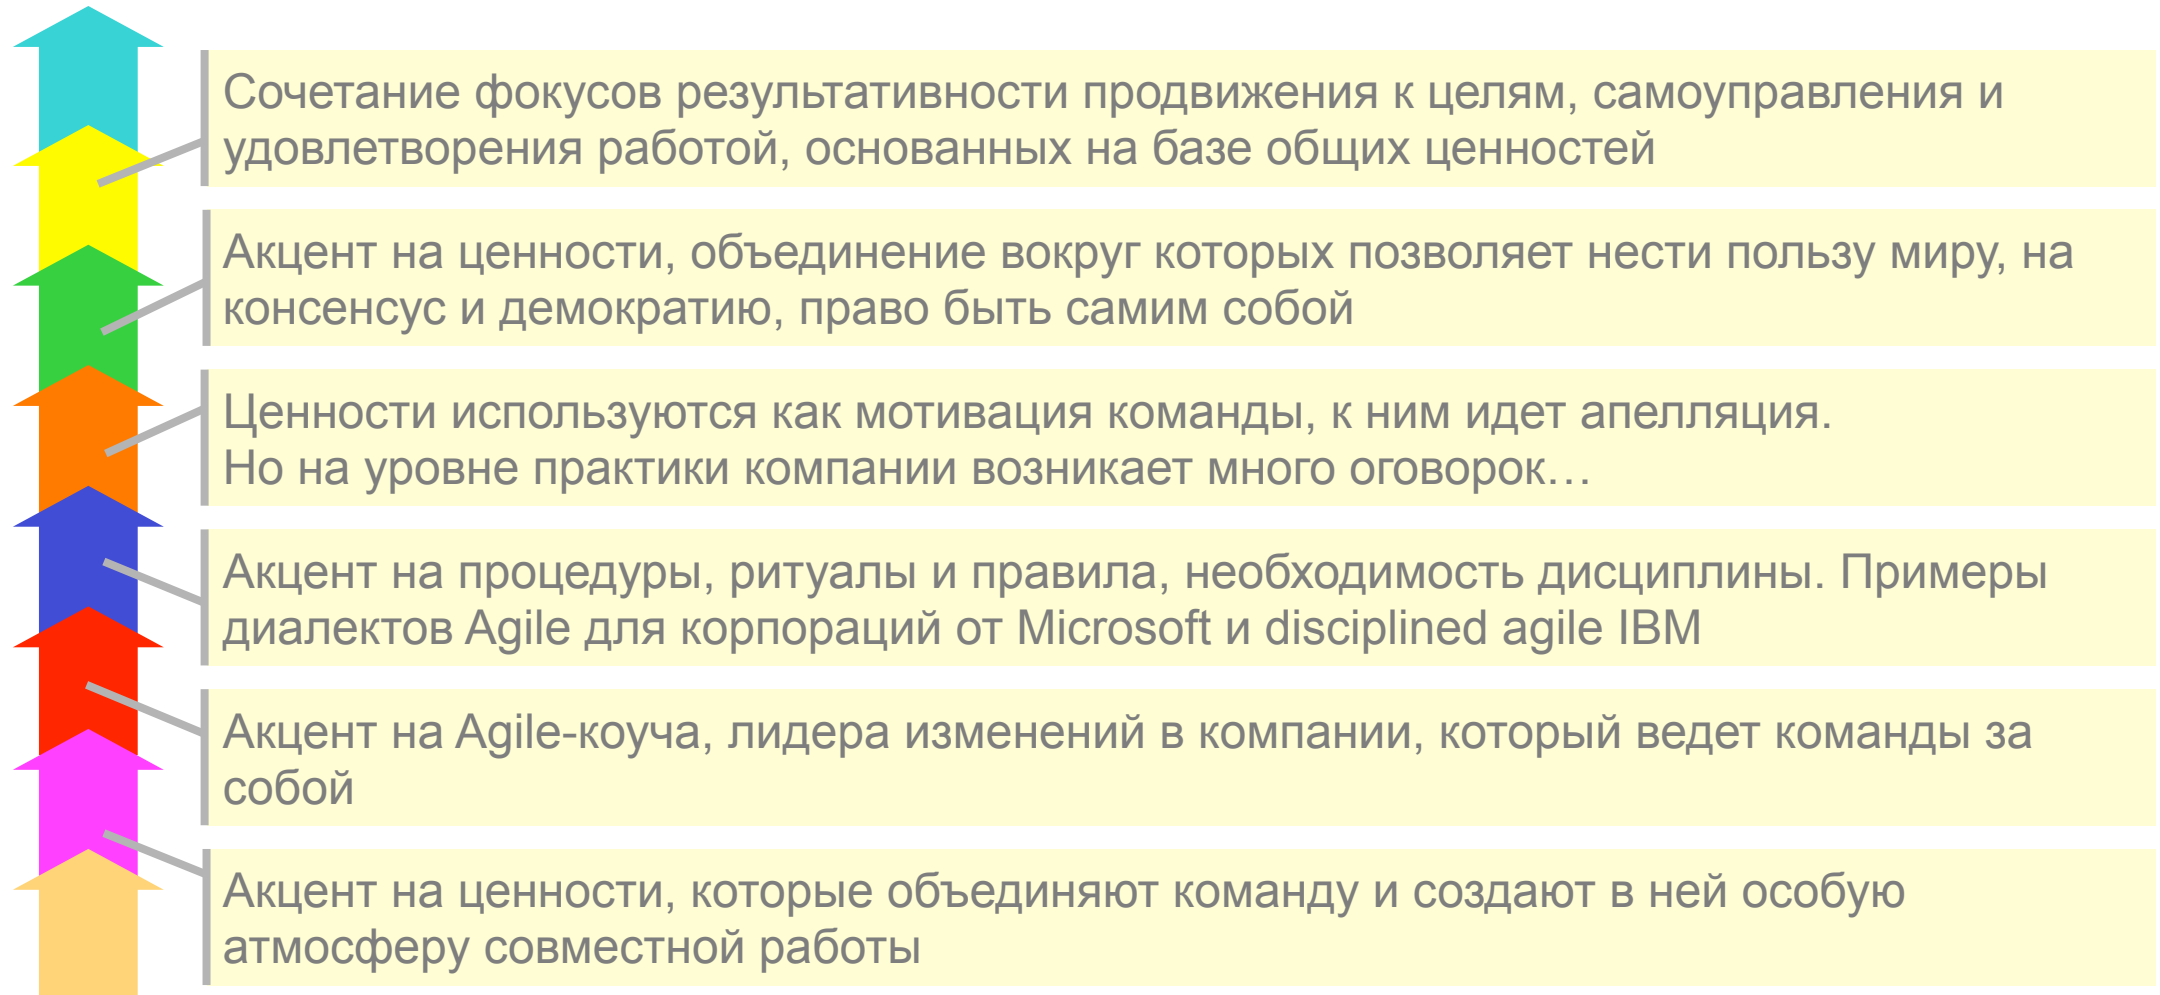 Сочетание фокусов результативности продвижения к целям, самоуправления и
удовлетворения работой, основанных на базе общих ценностей
Акцент на ценности, объединение вокруг которых позволяет нести пользу миру, на
консенсус и демократию, право быть самим собой
Ценности используются как мотивация команды, к ним идет апелляция.
Но на уровне практики компании возникает много оговорок…
Акцент на процедуры, ритуалы и правила, необходимость дисциплины. Примеры
диалектов Agile для корпораций от Microsoft и disciplined agile IBM
Акцент на Agile-коуча, лидера изменений в компании, который ведет команды за
собой
Акцент на ценности, которые объединяют команду и создают в ней особую
атмосферу совместной работы